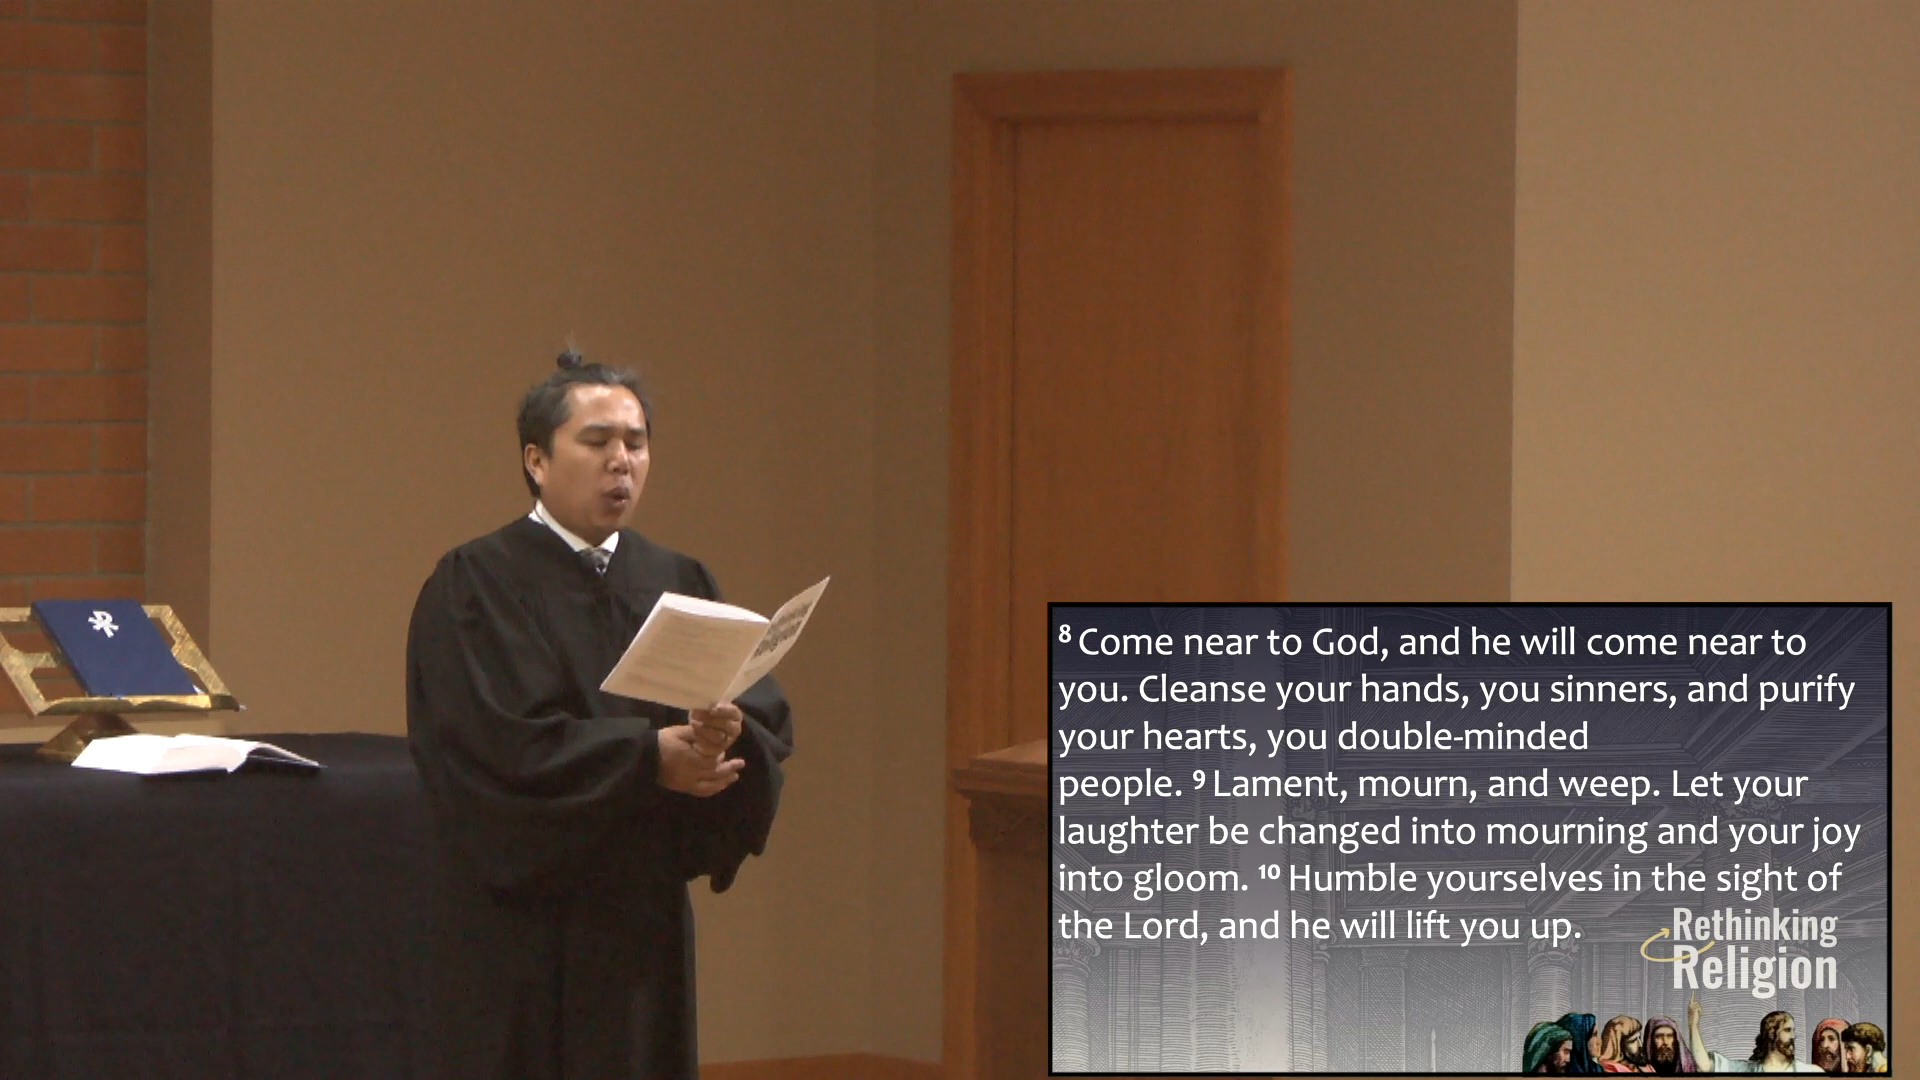 ⁸ Come near to God, and he will come near to
you. Cleanse your hands, you sinners, and purify
your hearts, you double-minded
people. ⁹ Lament, mourn, and weep. Let your
laughter be changed into mourning and your joy
into gloom. ¹⁰ Humble yourselves in the sight of
the Lord, and he will lift you up.
Rethinking
Religion